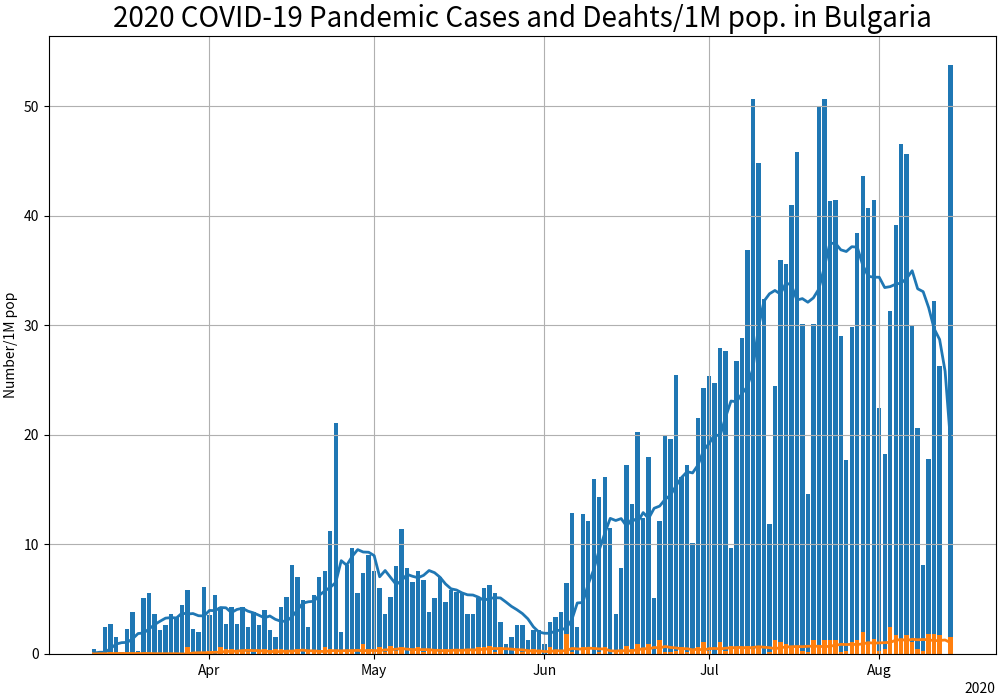 2020 COVID-19 Pandemic Cases and Deahts/1M pop. in Bulgaria
Number/1M pop
50
40
30
20
10
0
Apr
May
Jun
Jul
Aug
2020